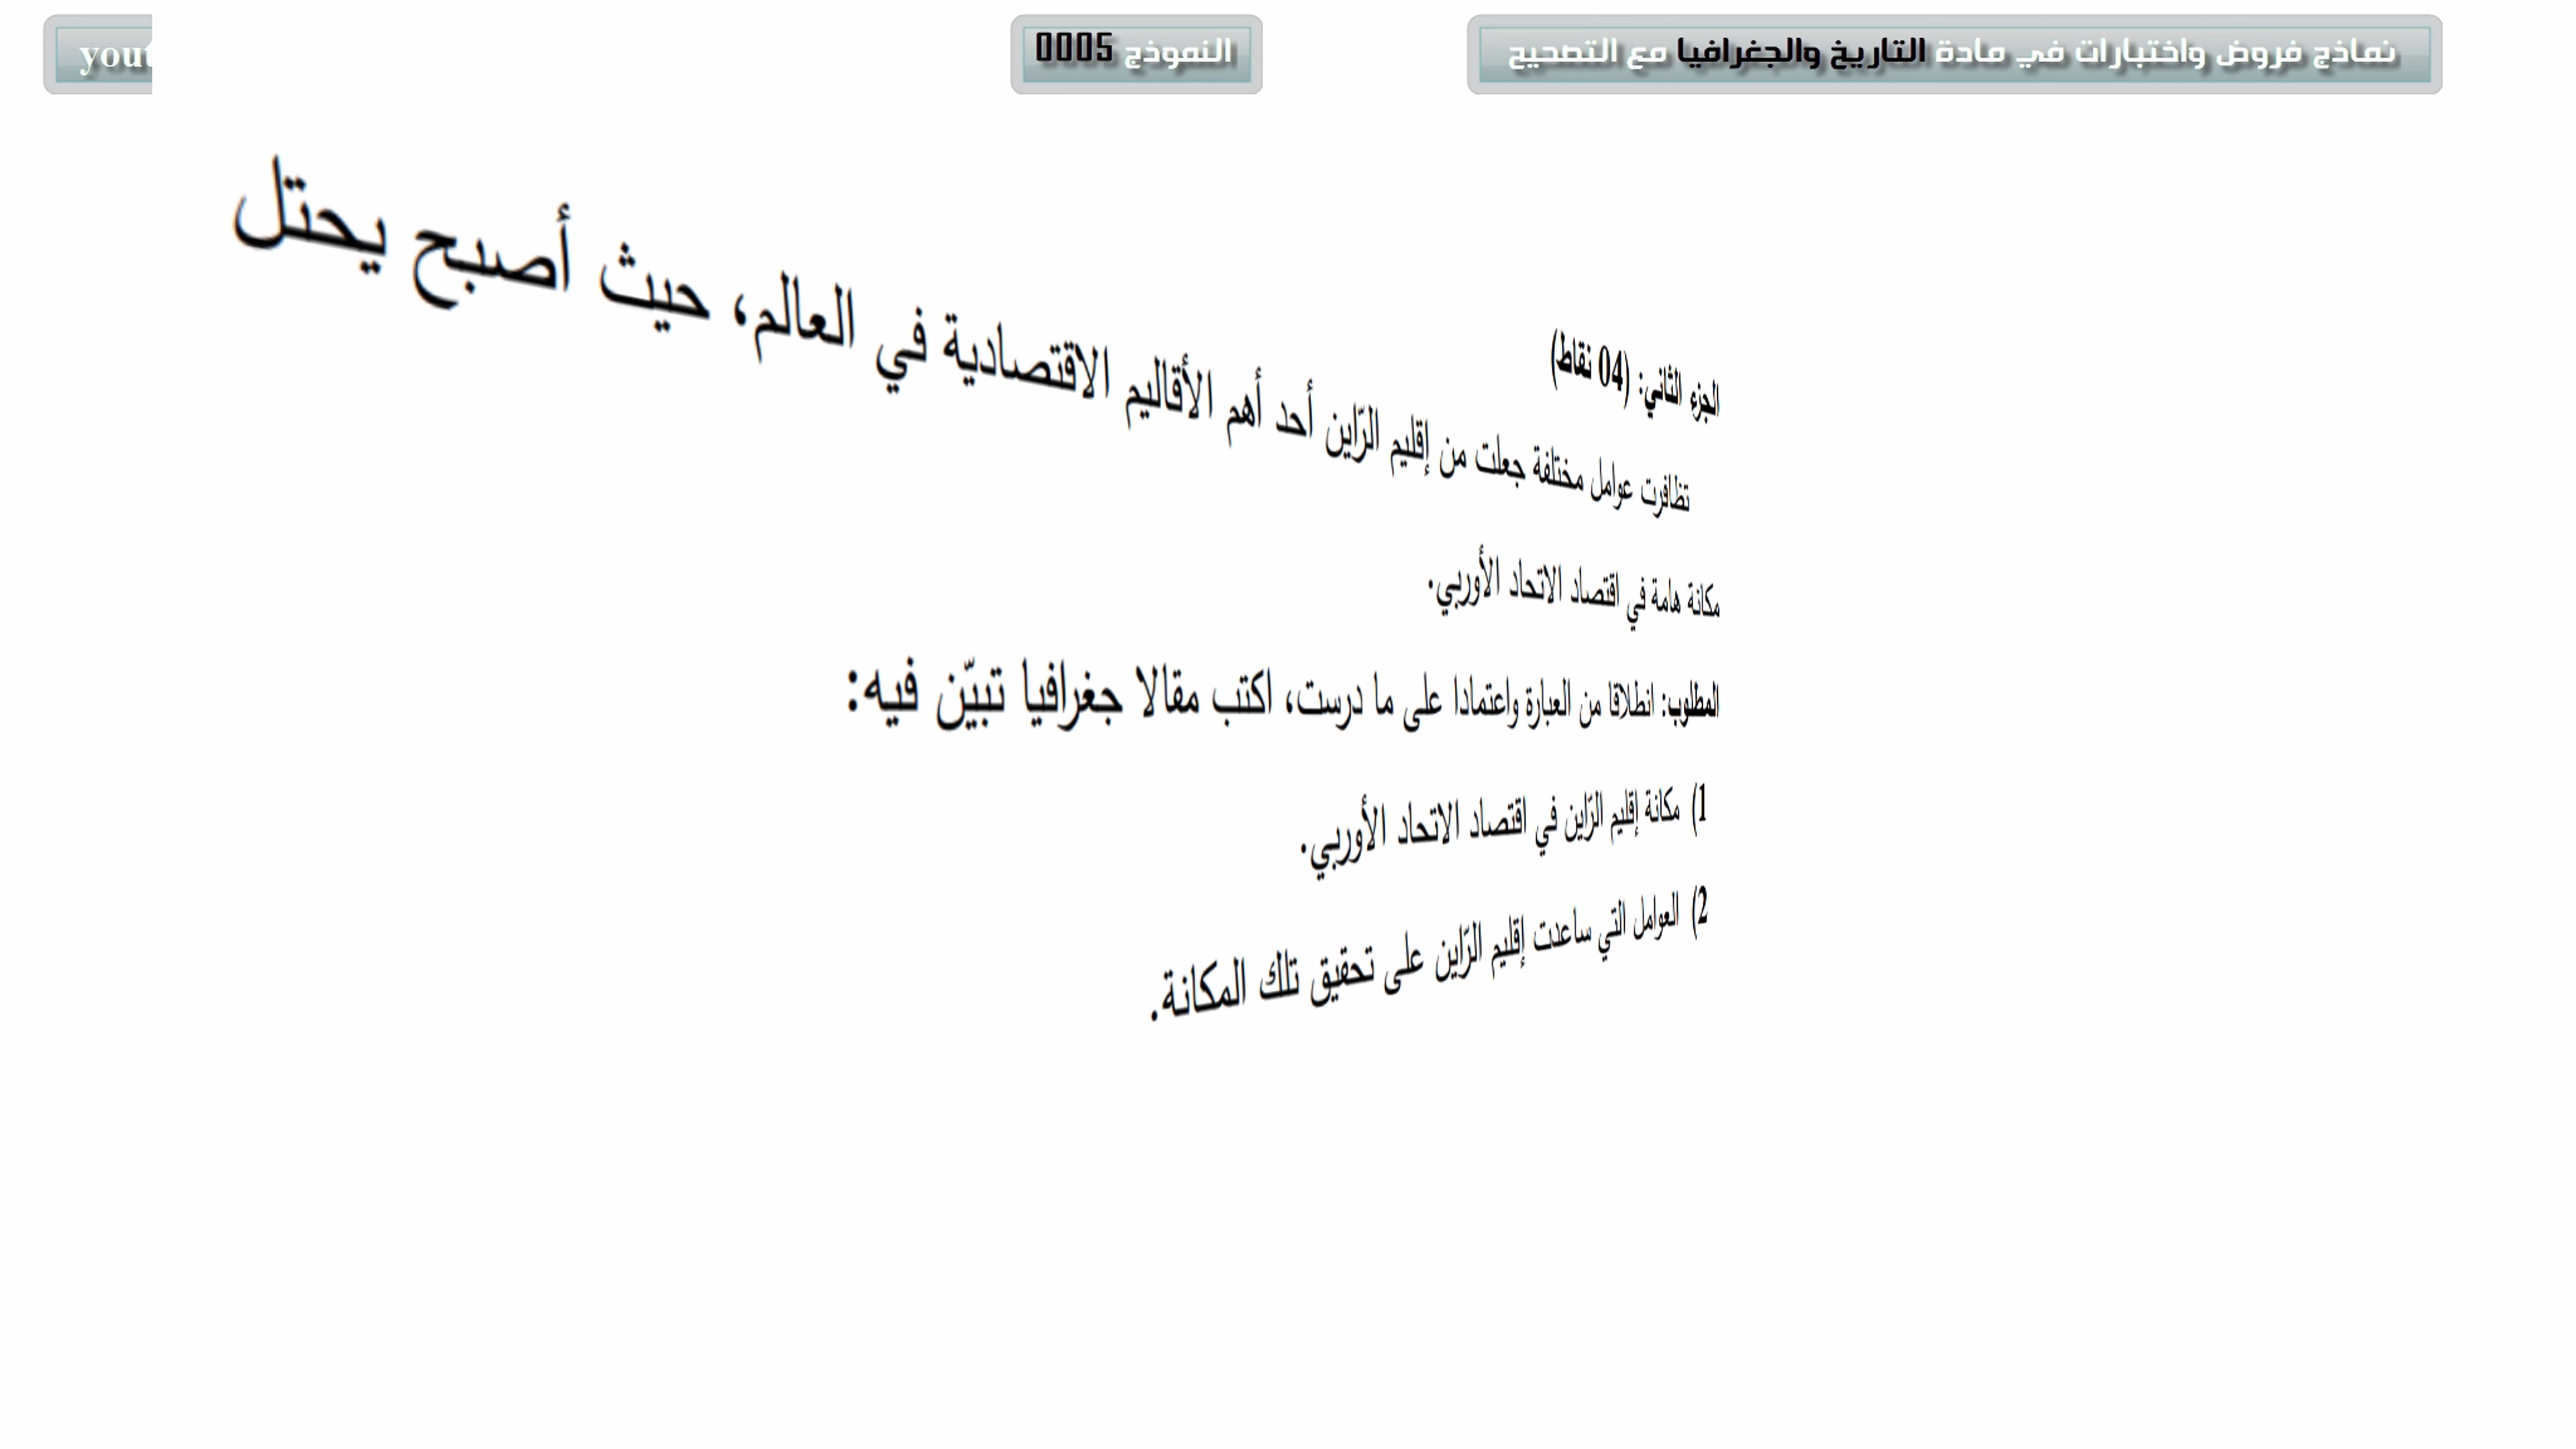 نماذج فروض واختبارات في مادة التاريخ والجغرافيا مع التصحيح
النموذج 0005
yout
الجزء الثاني: (04 نقاط)
تظافرت عوامل مختلفة جعلت من إقليم الرّاين أحد أهم الأقاليم الاقتصادية في العالم، حيث أصبح يحتل
مكانة هامة في اقتصاد الاتحاد الأوربي.
المطلوب: انطلاقا من العبارة واعتمادا على ما درست، اكتب مقالا جغرافيا تبيّن فيه:
1) مكانة إقليم الرّاين في اقتصاد الاتحاد الأوربي.
2) العوامل التي ساعدت إقليم الرّاين على تحقيق تلك المكانة.